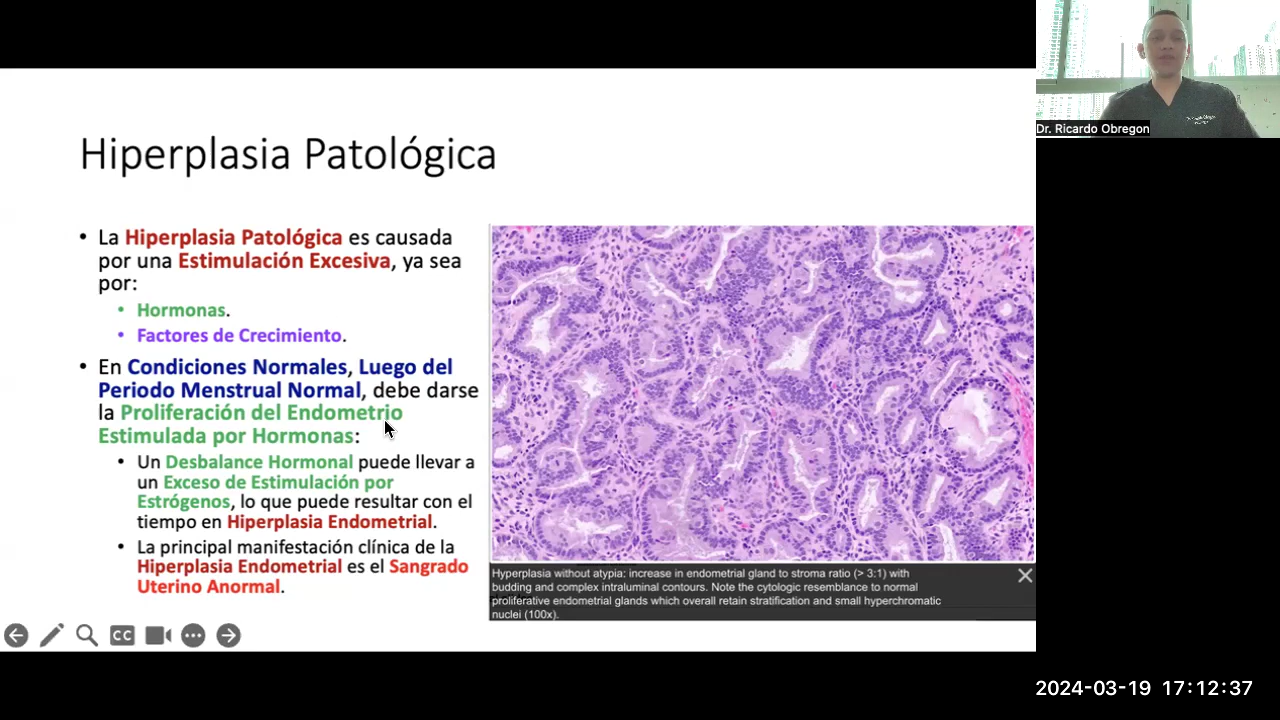 Dr. Ricardo Obregon
Hiperplasia Patológica
• La Hiperplasia Patológica es causada
por una Estimulación Excesiva, ya sea
por:
• Hormonas.
• Factores de Crecimiento.
• En Condiciones Normales, Luego del
Periodo Menstrual Normal, debe darse
la Proliferación del Endometrio
Estimulada por Hormonas:
• Un Desbalance Hormonal puede llevar a
un Exceso de Estimulación por
Estrógenos, lo que puede resultar con el
tiempo en Hiperplasia Endometrial.
• La principal manifestación clínica de la
Hiperplasia Endometrial es el Sangrado
Uterino Anormal.
Hyperplasia without atypia: increase in endometrial gland to stroma ratio (> 3:1) with
budding and complex intraluminal contours. Note the cytologic resemblance to normal
proliferative endometrial glands which overall retain stratification and small hyperchromatic
nuclei (100x).
CC
2024-03-19 17:12:37